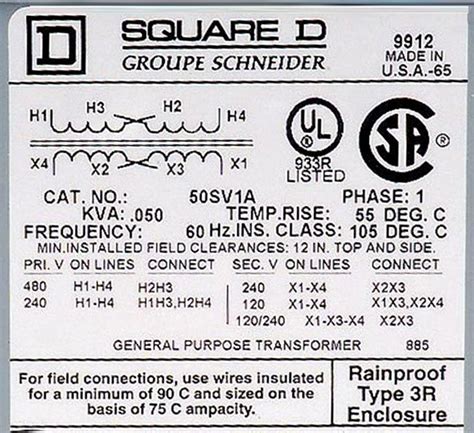 D SQUARE D
GROUPE SCHNEIDER
9912
MADE IN
U.S.A.-65
H1 H3 H2 H4
X4 X2 X3 X1
UL ®
933R
LISTED
CSA ®
CAT. NO.: 50SV1A PHASE: 1
KVA: .050 TEMP.RISE: 55 DEG. C
FREQUENCY: 60 Hz.INS. CLASS: 105 DEG. C
MIN.INSTALLED FIELD CLEARANCES: 12 IN. TOP AND SIDE.
PRI. V ON LINES CONNECT SEC. V ON LINES CONNECT
480 H1-H4 H2H3 240 X1-X4 X2X3
240 H1-H4 H1H3,H2H4 120 X1-X4 X1X3,X2X4
120/240 X1-X3-X4 X2X3
GENERAL PURPOSE TRANSFORMER 885
For field connections, use wires insulated
for a minimum of 90 C and sized on the
basis of 75 C ampacity.
Rainproof
Type 3R
Enclosure